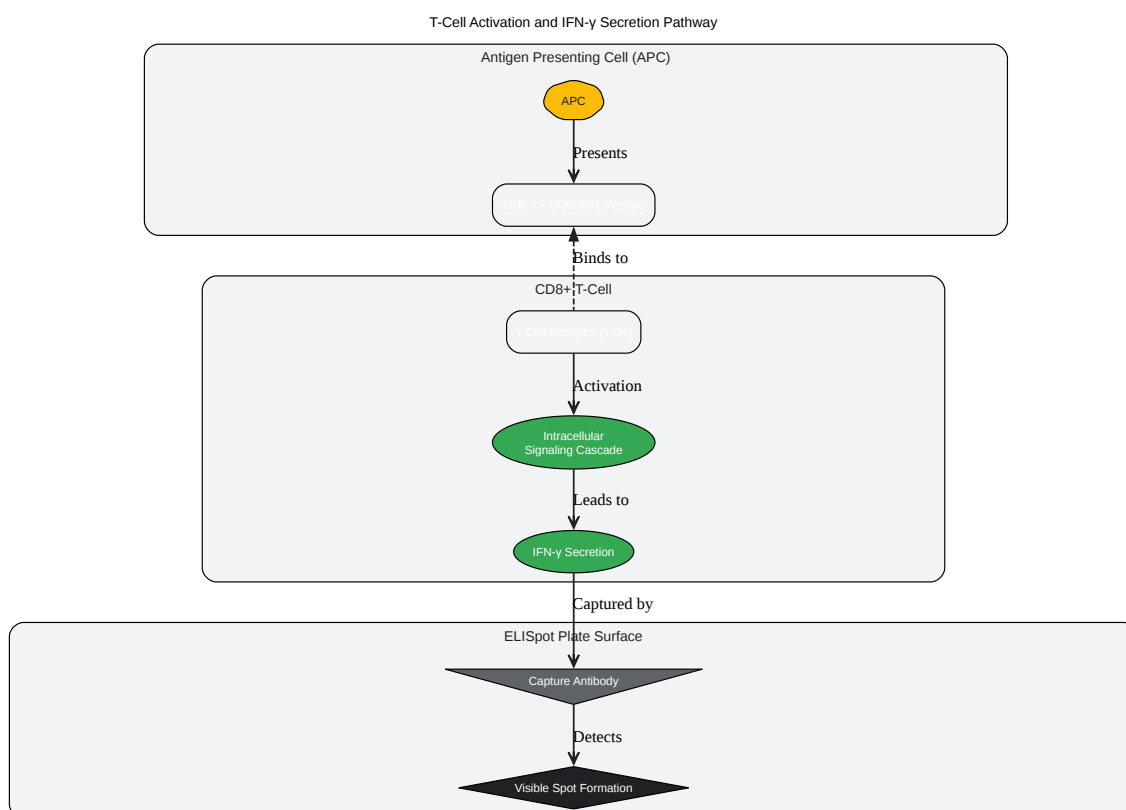 T-Cell Activation and IFN-γ Secretion Pathway
Antigen Presenting Cell (APC)
APC
Presents
MHC-I + SIINFEKL Peptide
Binds to
CD8+ T-Cell
T-Cell Receptor (TCR)
Activation
Intracellular
Signaling Cascade
Leads to
IFN-γ Secretion
Captured by
ELISpot Plate Surface
Capture Antibody
Detects
Visible Spot Formation